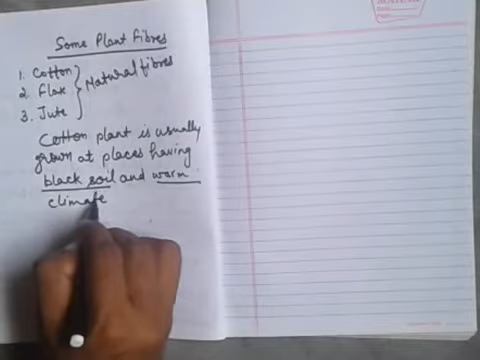 Some Plant Fibres
1. Cotton
2. Flax
3. Jute
} Natural fibres
Cotton plant is usually
grown at places having
black soil and warm
climate